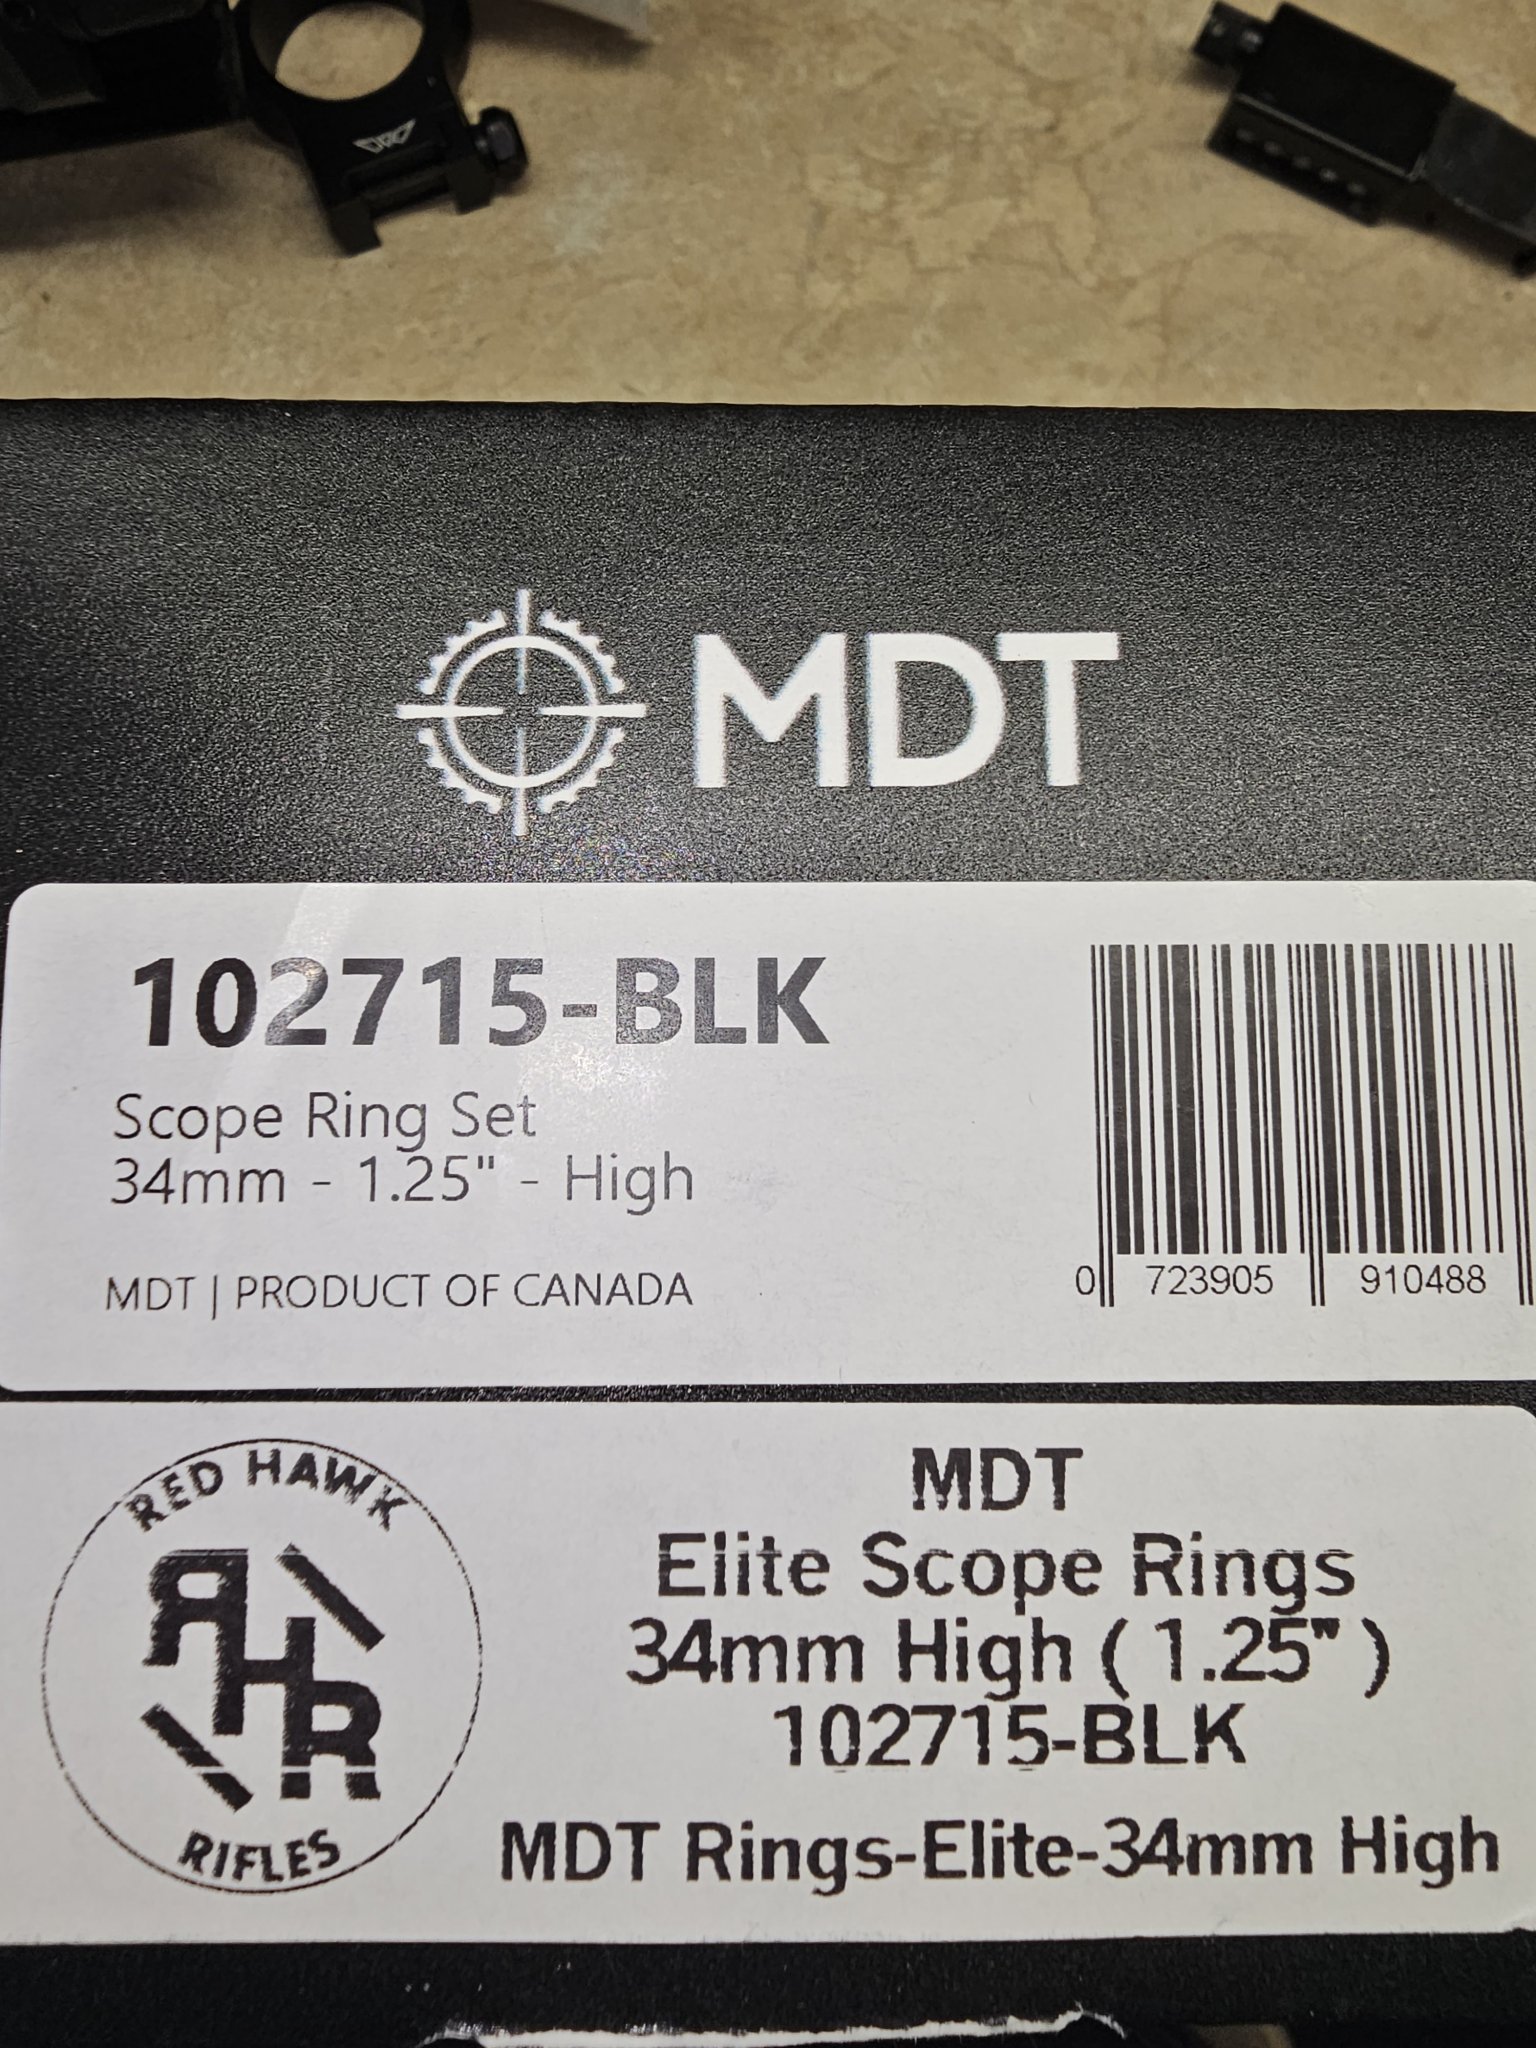 MDT
102715-BLK
Scope Ring Set
34mm - 1.25" - High
MDT | PRODUCT OF CANADA
0 723905 910488
RED HAWK
RHR
RIFLES
MDT
Elite Scope Rings
34mm High ( 1.25" )
102715-BLK
MDT Rings-Elite-34mm High